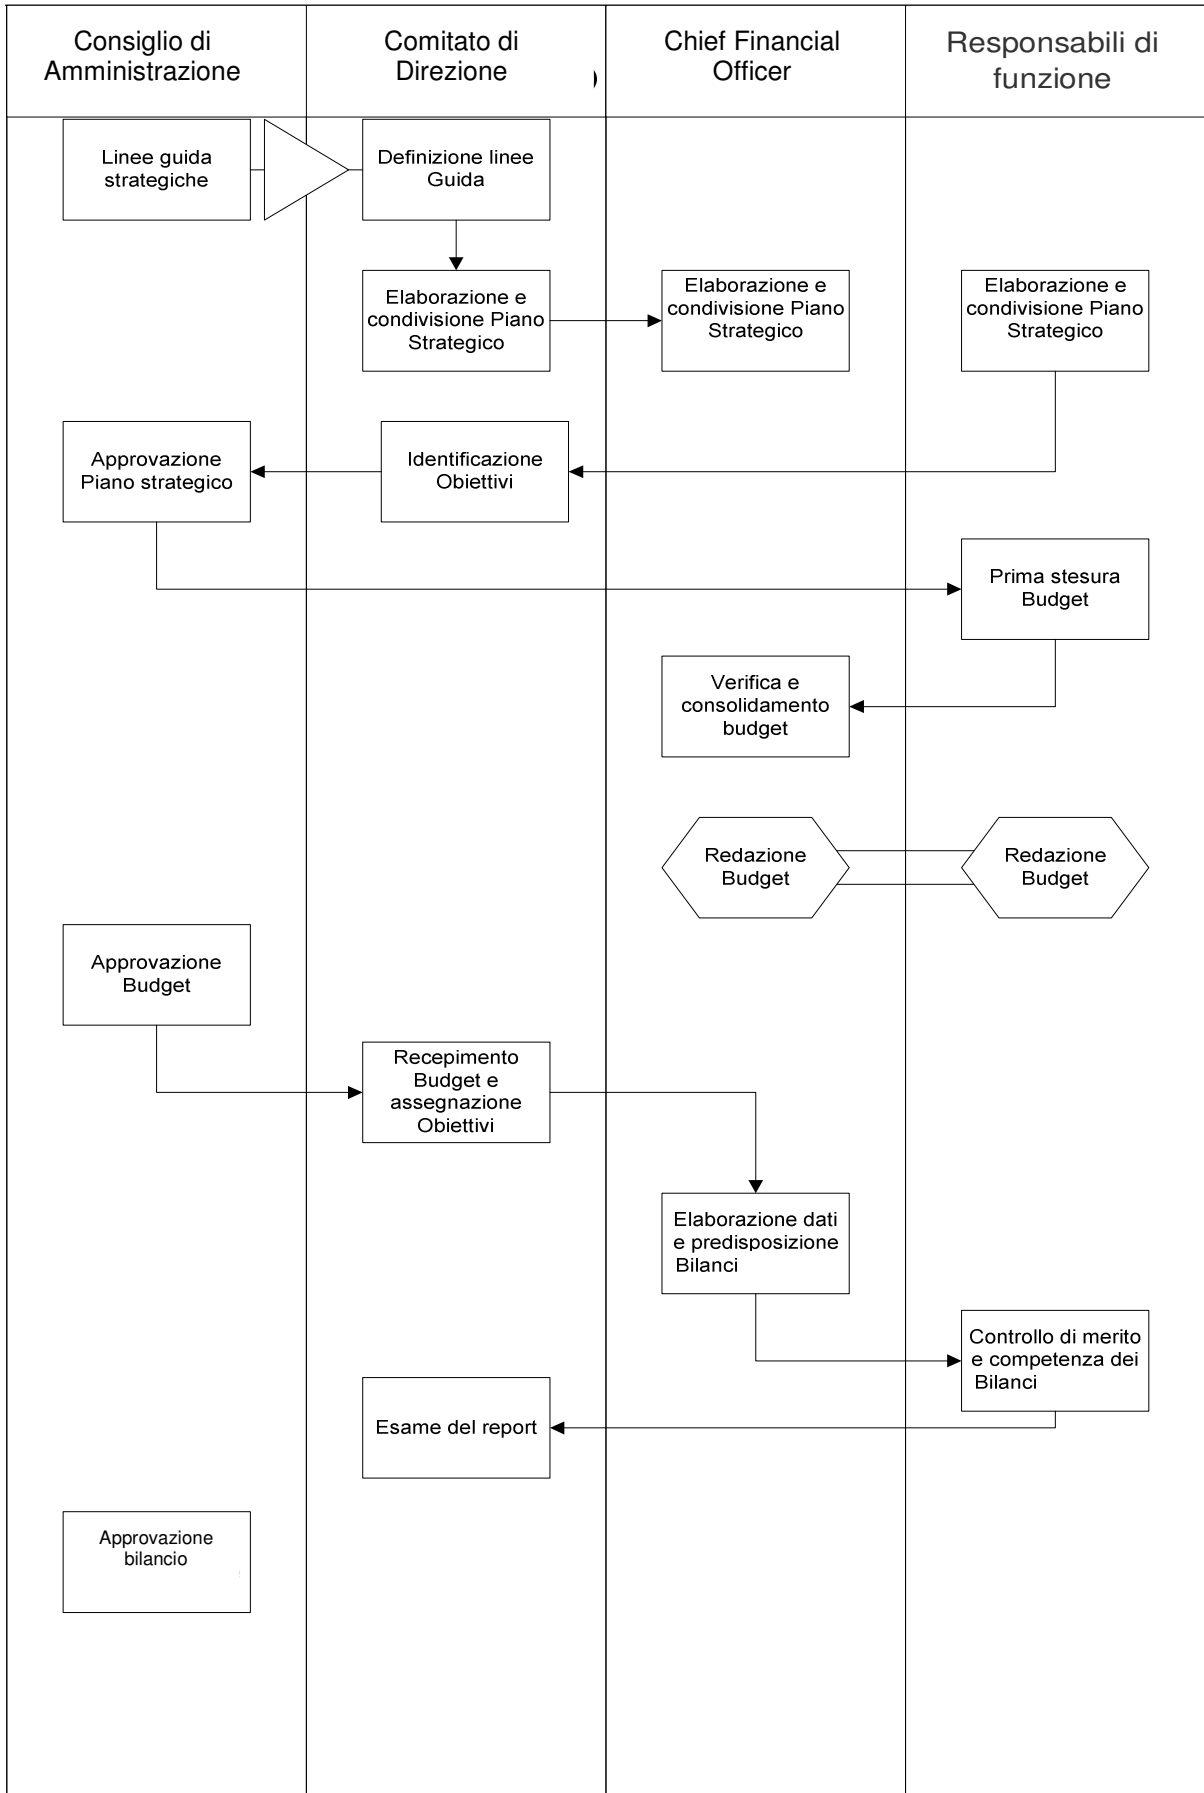 Consiglio di
Amministrazione
Comitato di
Direzione
)
Chief Financial
Officer
Responsabili di
funzione
Linee guida
strategiche
Definizione linee
Guida
Elaborazione e
condivisione Piano
Strategico
Elaborazione e
condivisione Piano
Strategico
Elaborazione e
condivisione Piano
Strategico
Approvazione
Piano strategico
Identificazione
Obiettivi
Prima stesura
Budget
Verifica e
consolidamento
budget
Redazione
Budget
Redazione
Budget
Approvazione
Budget
Recepimento
Budget e
assegnazione
Obiettivi
Elaborazione dati
e predisposizione
Bilanci
Controllo di merito
e competenza dei
Bilanci
Esame del report
Approvazione
bilancio